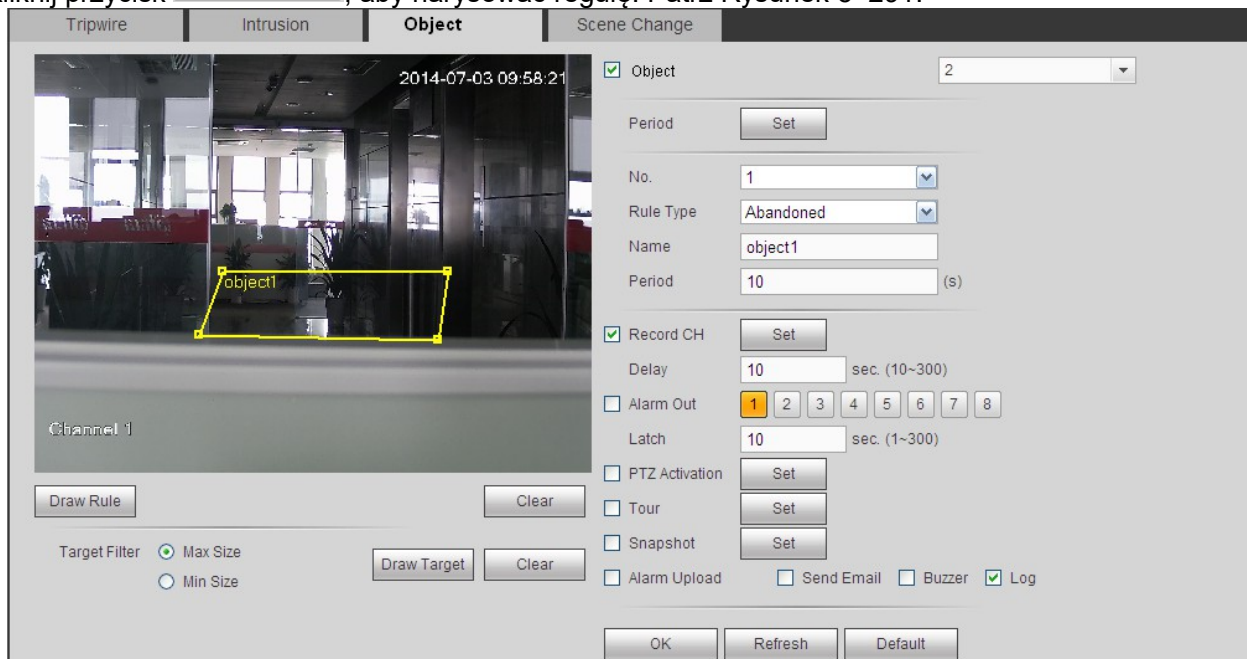 , aby narysować regułę. Patrz Rysunek
Tripwire
Intrusion
Object
Scene Change
2014-07-03 09:58:21
object1
Channel 1
Draw Rule
Clear
Target Filter
Max Size
Min Size
Draw Target
Clear
Object
2
Period
Set
No.
1
Rule Type
Abandoned
Name
object1
Period
10 (s)
Record CH
Set
Delay
10 sec. (10~300)
Alarm Out
1 2 3 4 5 6 7 8
Latch
10 sec. (1~300)
PTZ Activation
Set
Tour
Set
Snapshot
Set
Alarm Upload
Send Email
Buzzer
Log
OK
Refresh
Default